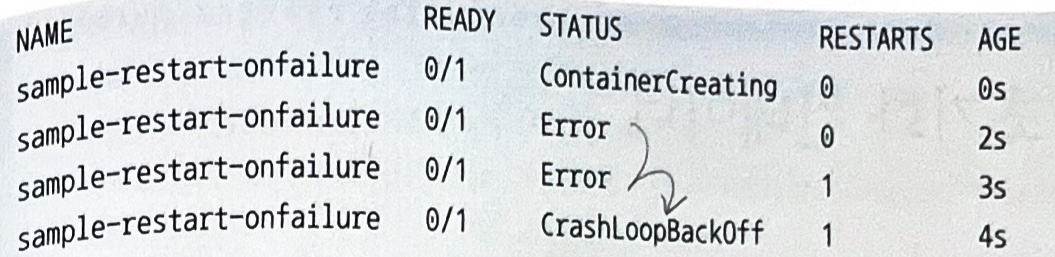 NAME READY STATUS RESTARTS AGE
sample-restart-onfailure 0/1 ContainerCreating 0 0s
sample-restart-onfailure 0/1 Error 0 2s
sample-restart-onfailure 0/1 Error 1 3s
sample-restart-onfailure 0/1 CrashLoopBackOff 1 4s